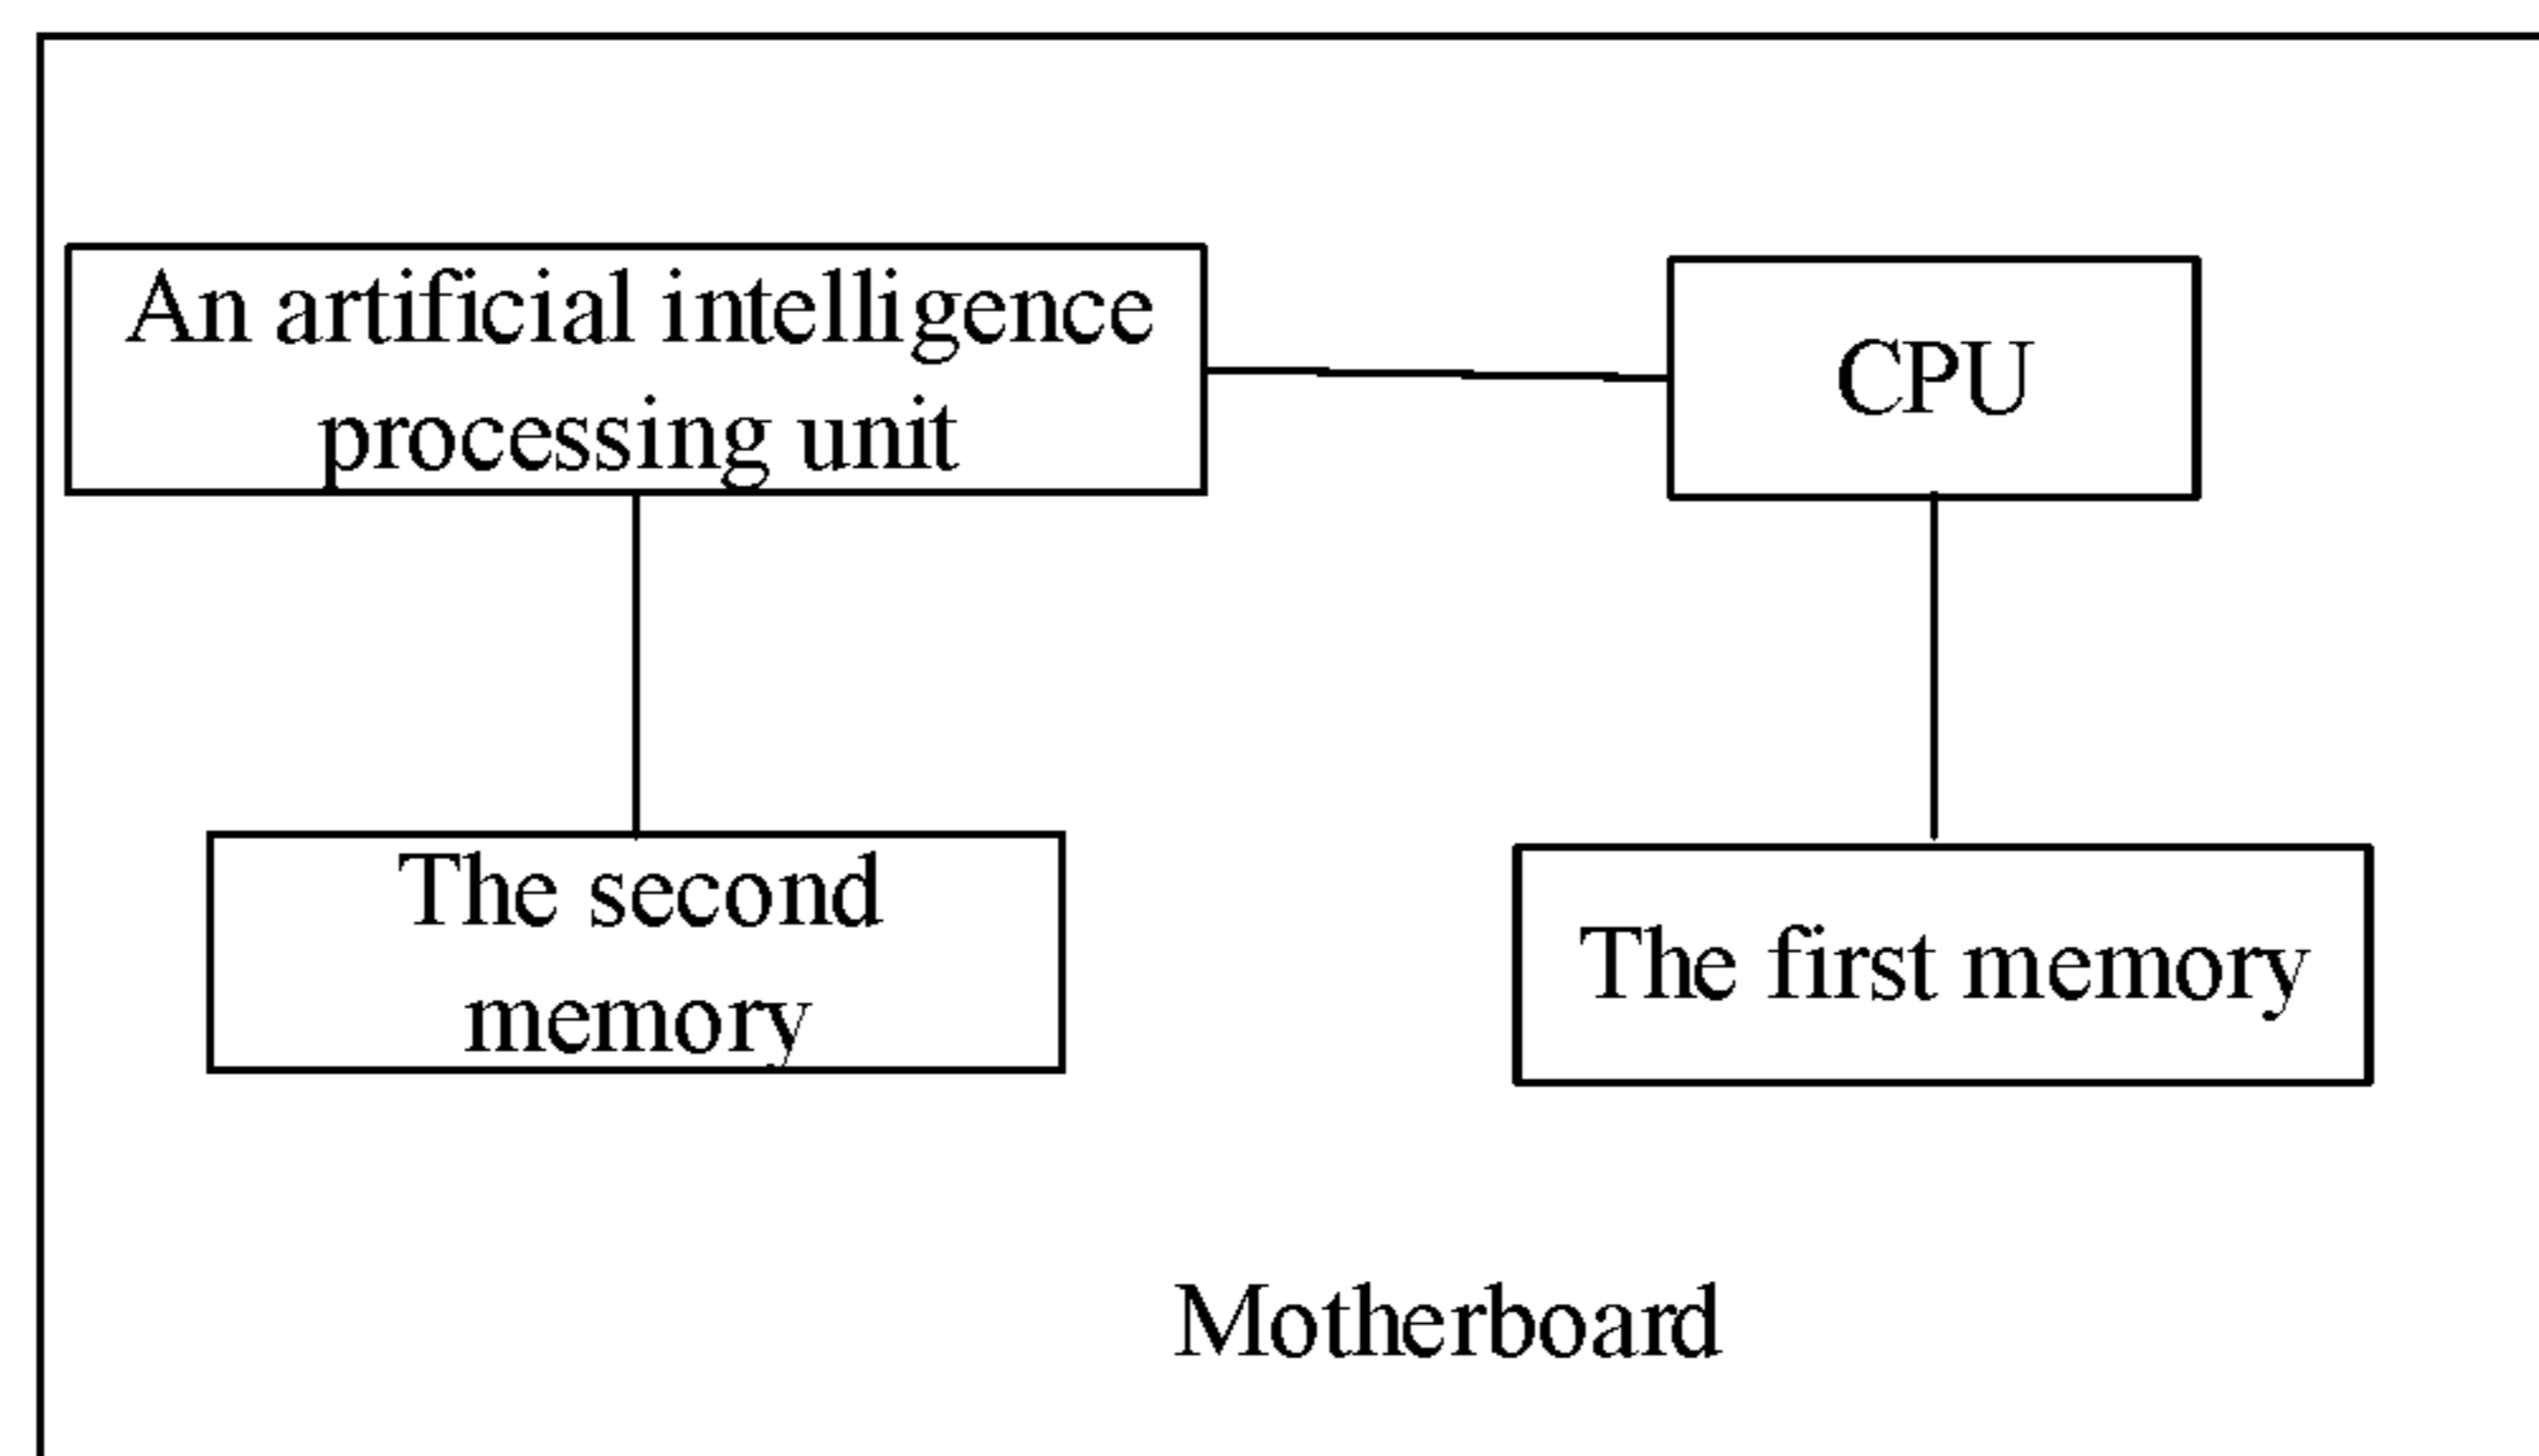 An artificial intelligence
processing unit
CPU
The second
memory
The first memory
Motherboard